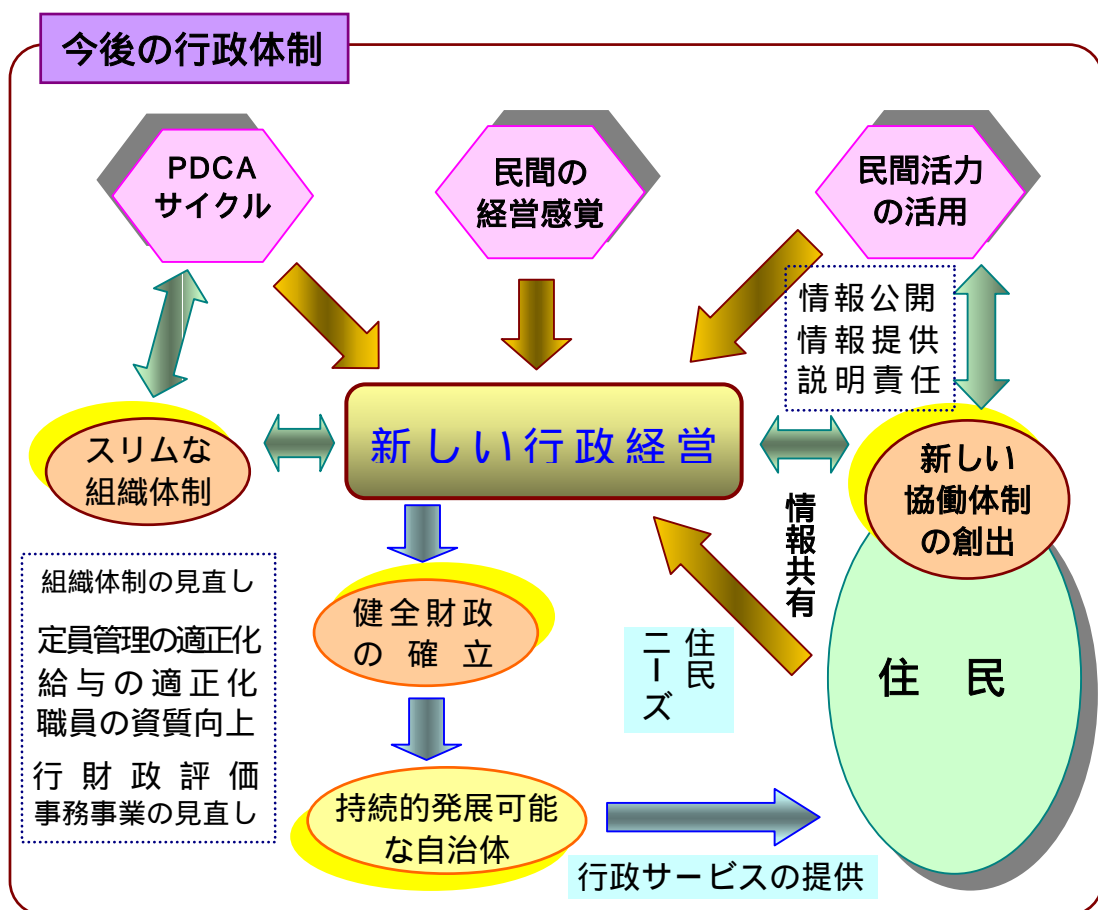 今後の行政体制
PDCA
サイクル
民間の
経営感覚
民間活力
の活用
情報公開
情報提供
説明責任
スリムな
組織体制
新しい行政経営
新しい
協働体制
の創出
情報共有
組織体制の見直し
定員管理の適正化
給与の適正化
職員の資質向上
行財政評価
事務事業の見直し
健全財政
の確立
住民
ニーズ
住民
持続的発展可能
な自治体
行政サービスの提供